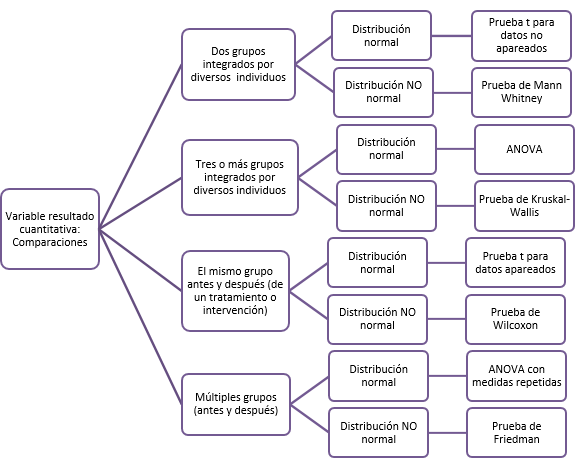 Variable resultado
cuantitativa:
Comparaciones
Dos grupos
integrados por
diversos individuos
Distribución
normal
Prueba t para
datos no
apareados
Distribución NO
normal
Prueba de Mann
Whitney
Tres o más grupos
integrados por
diversos individuos
Distribución
normal
ANOVA
Distribución NO
normal
Prueba de Kruskal-
Wallis
El mismo grupo
antes y después (de
un tratamiento o
intervención)
Distribución
normal
Prueba t para
datos apareados
Distribución NO
normal
Prueba de
Wilcoxon
Múltiples grupos
(antes y después)
Distribución
normal
ANOVA con
medidas repetidas
Distribución NO
normal
Prueba de
Friedman